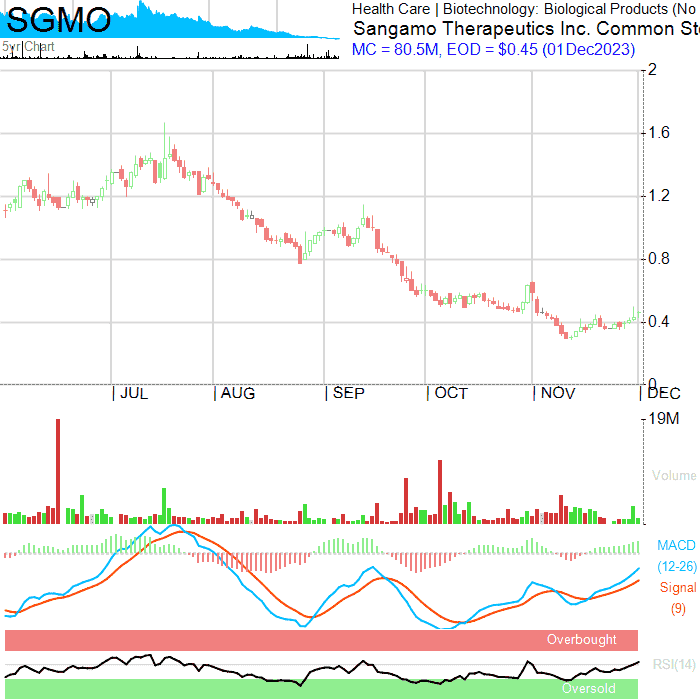 SGMO
5yr Chart
Health Care | Biotechnology: Biological Products (No
Sangamo Therapeutics Inc. Common Sto
MC = 80.5M, EOD = $0.45 (01Dec2023)
2
1.6
1.2
0.8
0.4
0
JUL
AUG
SEP
OCT
NOV
DEC
19M
Volume
MACD
(12-26)
Signal
(9)
Overbought
RSI(14)
Oversold